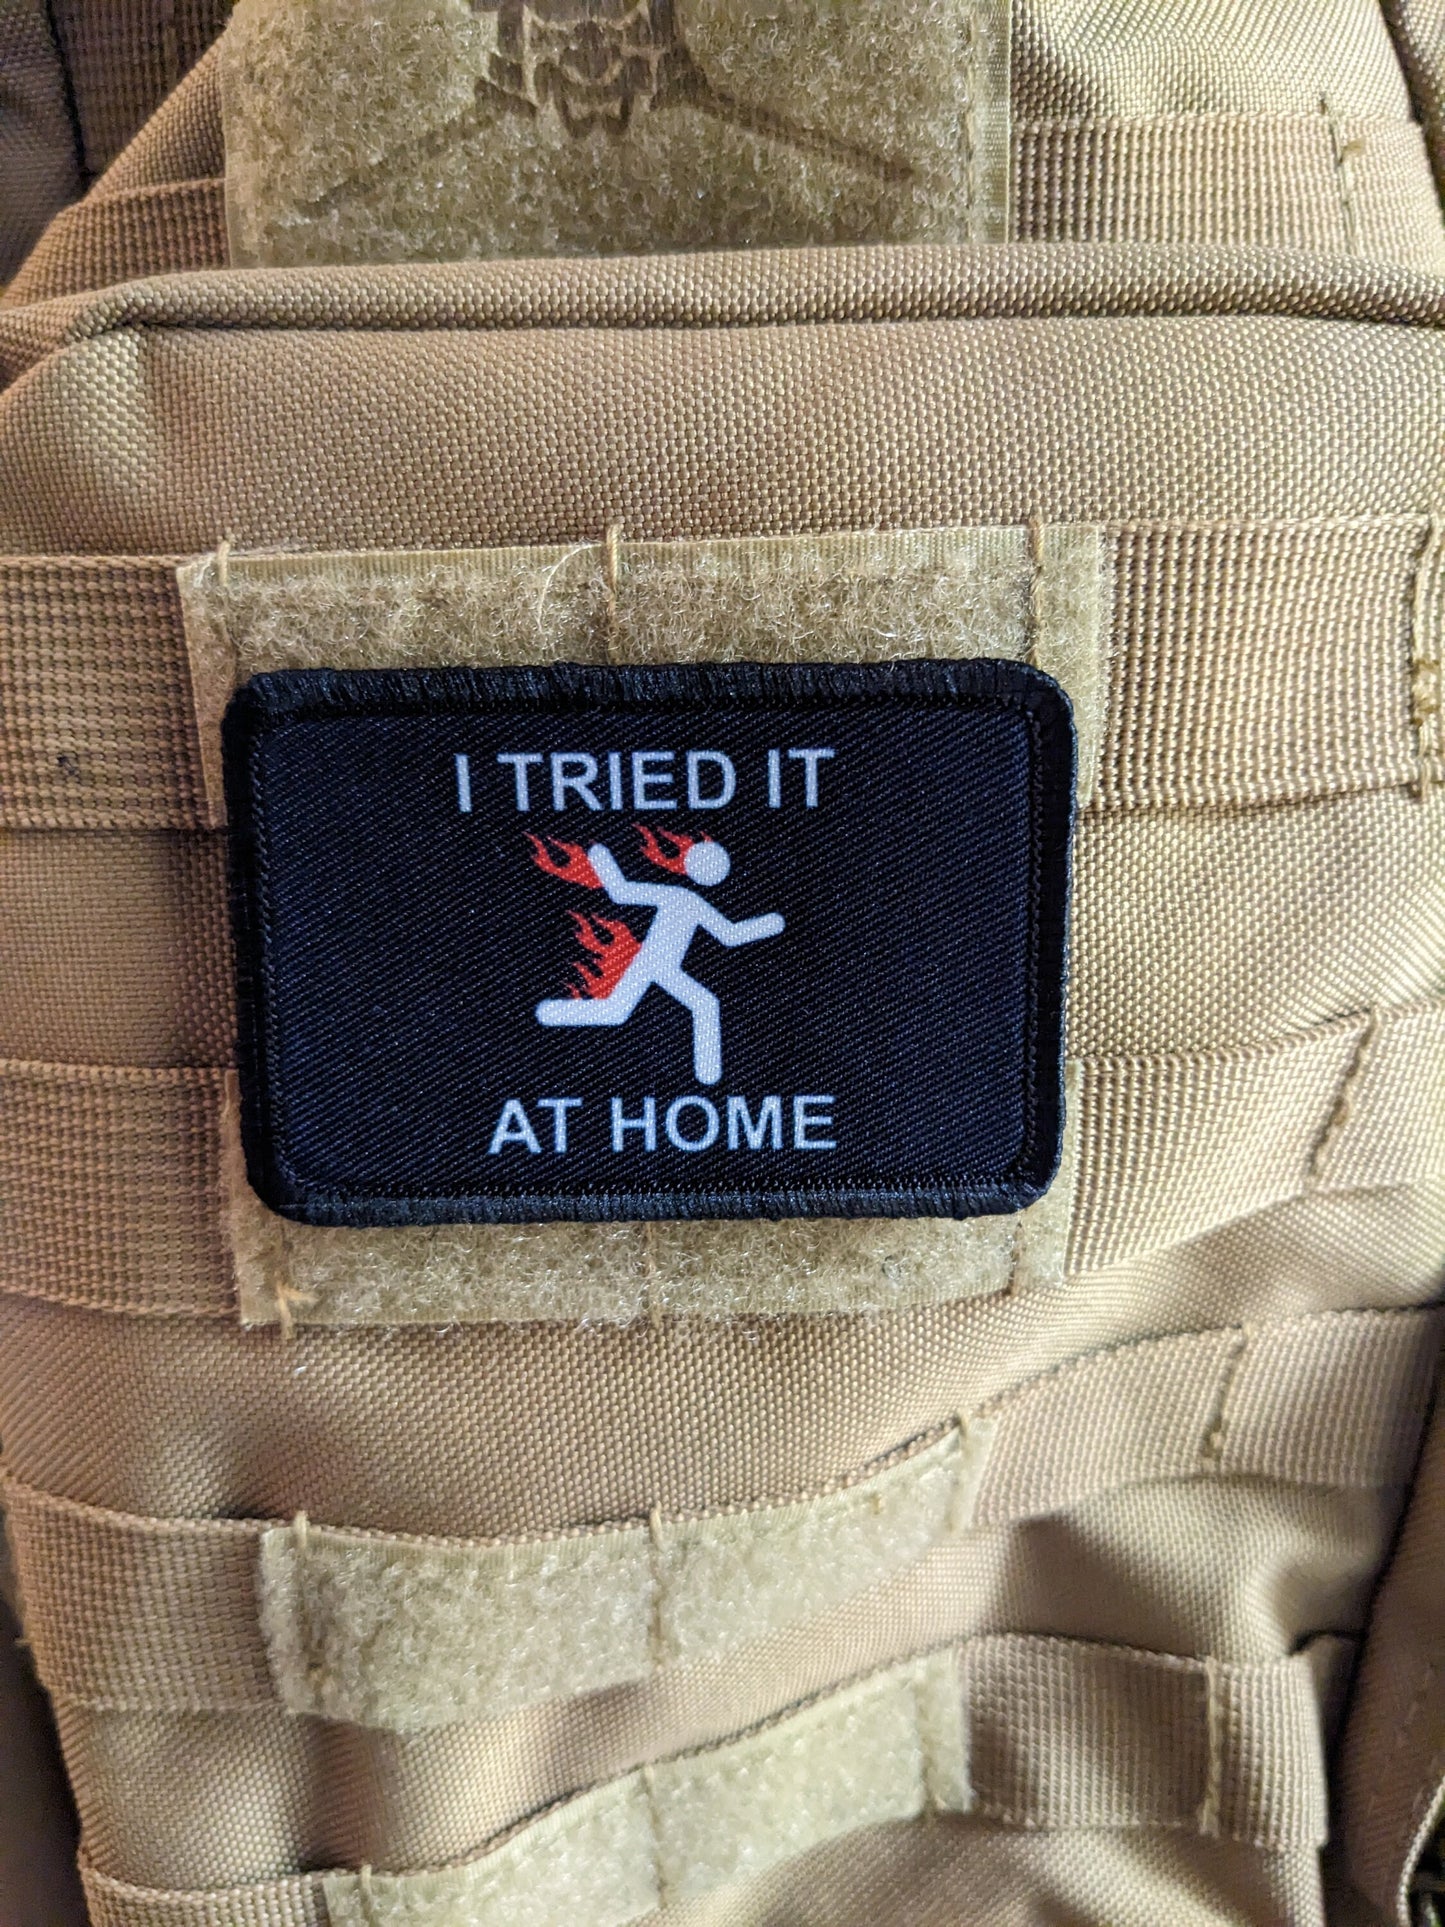 I TRIED IT
AT HOME